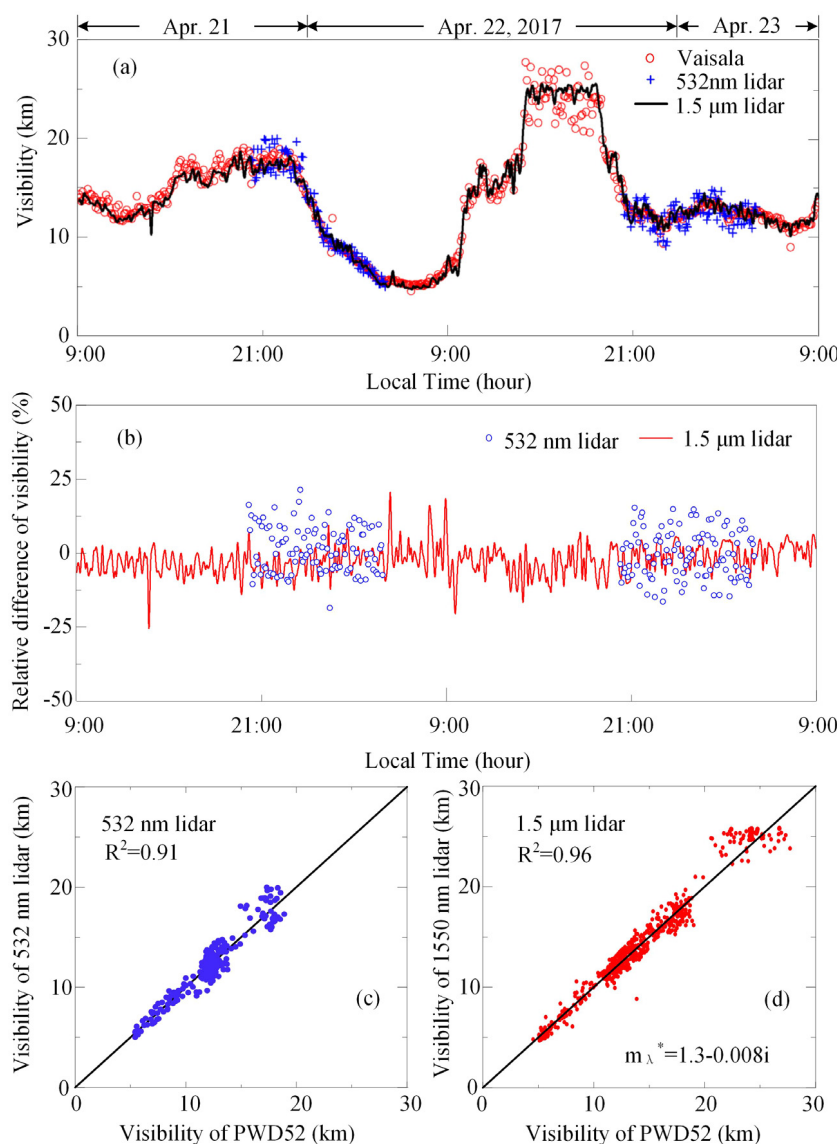 Apr. 21 Apr. 22, 2017 Apr. 23
30
(a)
Vaisala
532nm lidar
1.5 μm lidar
Visibility (km)
20
10
0
9:00 21:00 9:00 21:00 9:00
Local Time (hour)
50
(b)
532 nm lidar 1.5 μm lidar
Relative difference of visibility (%)
25
0
-25
-50
9:00 21:00 9:00 21:00 9:00
Local Time (hour)
30
532 nm lidar
R²=0.91
Visibility of 532 nm lidar (km)
20
10
(c)
0
0 10 20 30
Visibility of PWD52 (km)
30
1.5 μm lidar
R²=0.96
Visibility of 1550 nm lidar (km)
20
10
(d)
m λ *=1.3-0.008i
0
0 10 20 30
Visibility of PWD52 (km)